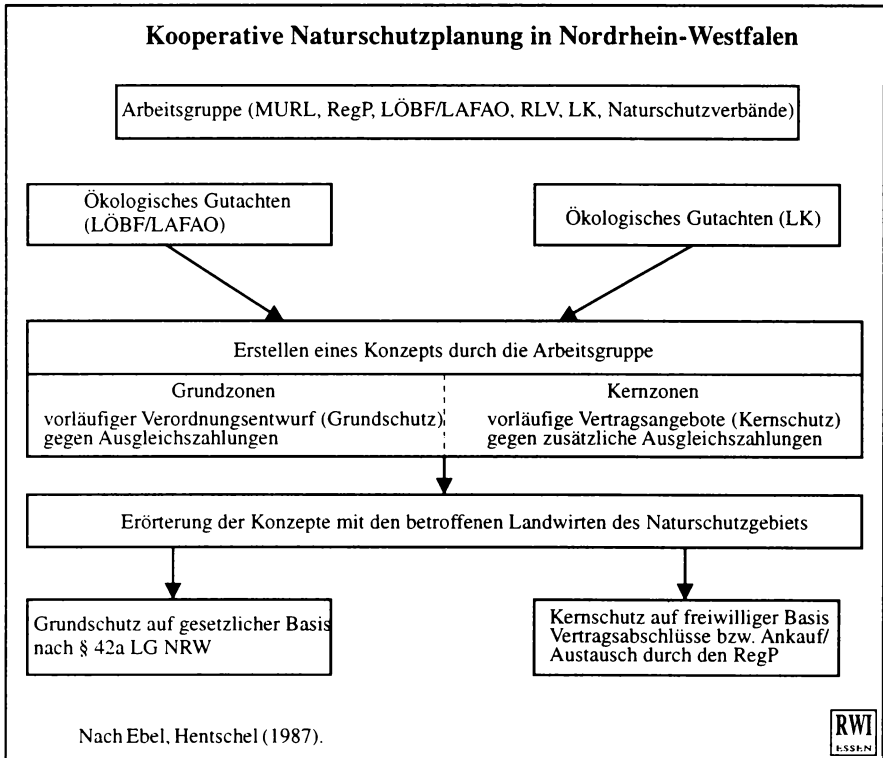 Kooperative Naturschutzplanung in Nordrhein-Westfalen
Arbeitsgruppe (MURL, RegP, LÖBF/LAFAO, RLV, LK, Naturschutzverbände)
Ökologisches Gutachten
(LÖBF/LAFAO)
Ökologisches Gutachten (LK)
Erstellen eines Konzepts durch die Arbeitsgruppe
Grundzonen
vorläufiger Verordnungsentwurf (Grundschutz)
gegen Ausgleichszahlungen
Kernzonen
vorläufige Vertragsangebote (Kernschutz)
gegen zusätzliche Ausgleichszahlungen
Erörterung der Konzepte mit den betroffenen Landwirten des Naturschutzgebiets
Grundschutz auf gesetzlicher Basis
nach § 42a LG NRW
Kernschutz auf freiwilliger Basis
Vertragsabschlüsse bzw. Ankauf/
Austausch durch den RegP
Nach Ebel, Hentschel (1987).
RWI
ESSEN